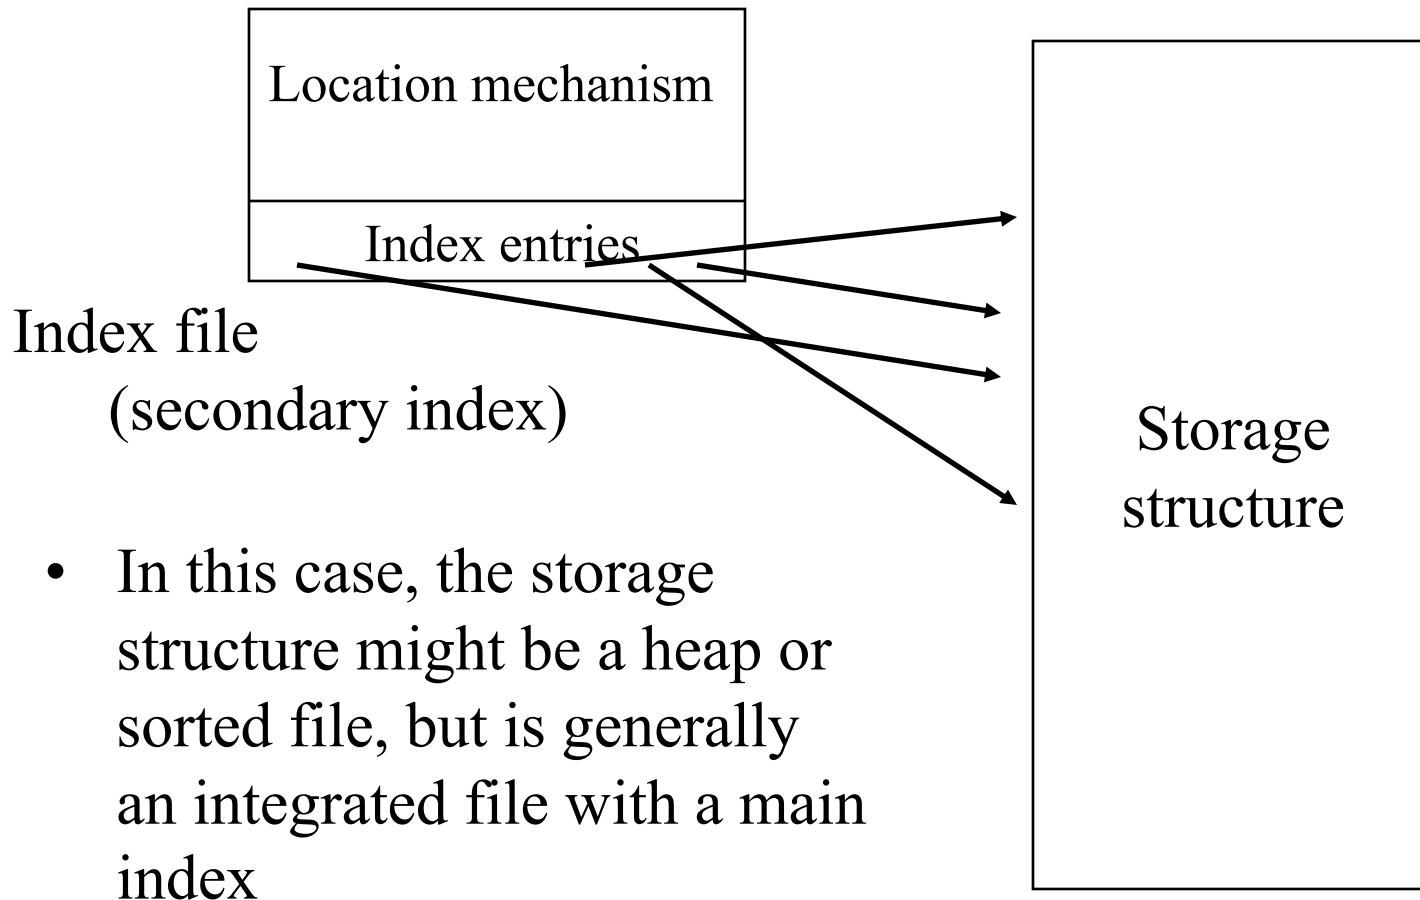 Location mechanism
Index entries
Index file
(secondary index)
Storage
structure
• In this case, the storage
structure might be a heap or
sorted file, but is generally
an integrated file with a main
index